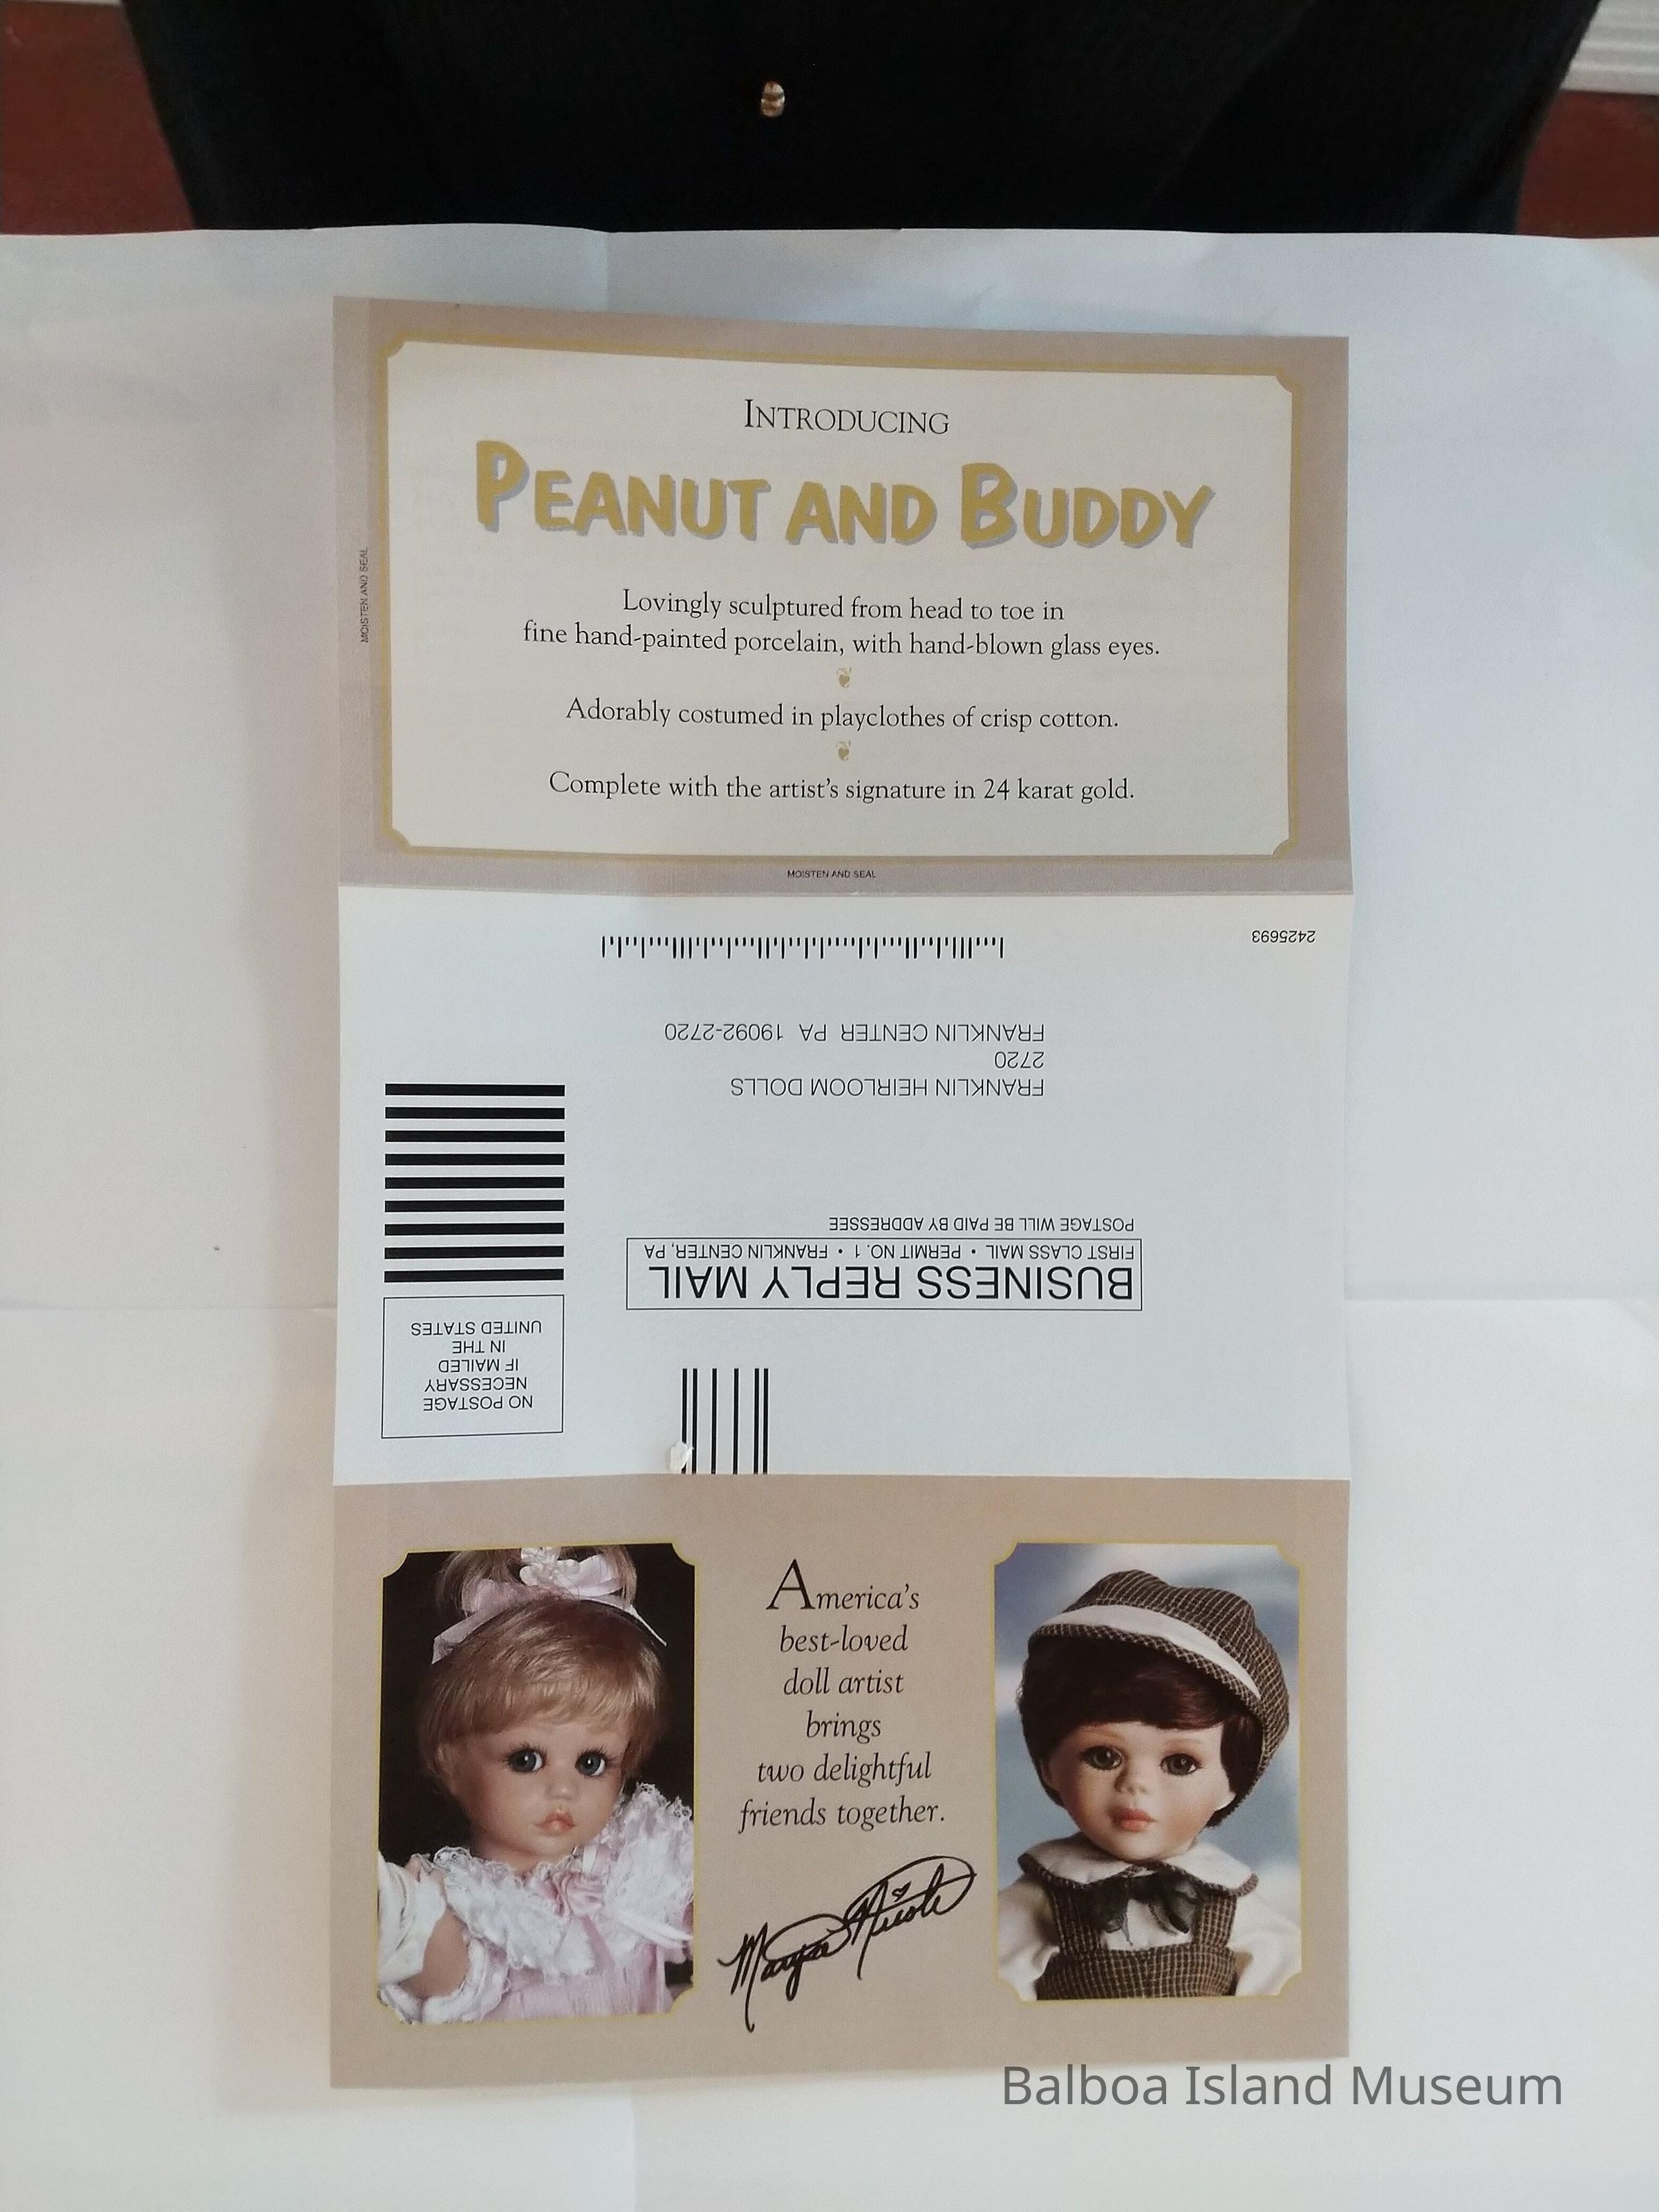 INTRODUCING
PEANUT AND BUDDY
Lovingly sculptured from head to toe in
fine hand-painted porcelain, with hand-blown glass eyes.
Adorably costumed in playclothes of crisp cotton.
Complete with the artist's signature in 24 karat gold.
MOISTEN AND SEAL
MOISTEN AND SEAL
NO POSTAGE
NECESSARY
IF MAILED
IN THE
UNITED STATES
BUSINESS REPLY MAIL
FIRST CLASS MAIL • PERMIT NO. 1 • FRANKLIN CENTER, PA
POSTAGE WILL BE PAID BY ADDRESSEE
FRANKLIN HEIRLOOM DOLLS
2720
FRANKLIN CENTER PA 19092-2720
2425693
America's
best-loved
doll artist
brings
two delightful
friends together.
Maryse Nicole
Balboa Island Museum